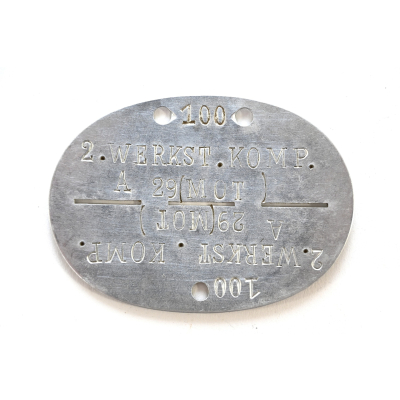 100
2.WERKST.KOMP.
A 29(MOT)
A 29(MOT)
2.WERKST. KOMP.
100